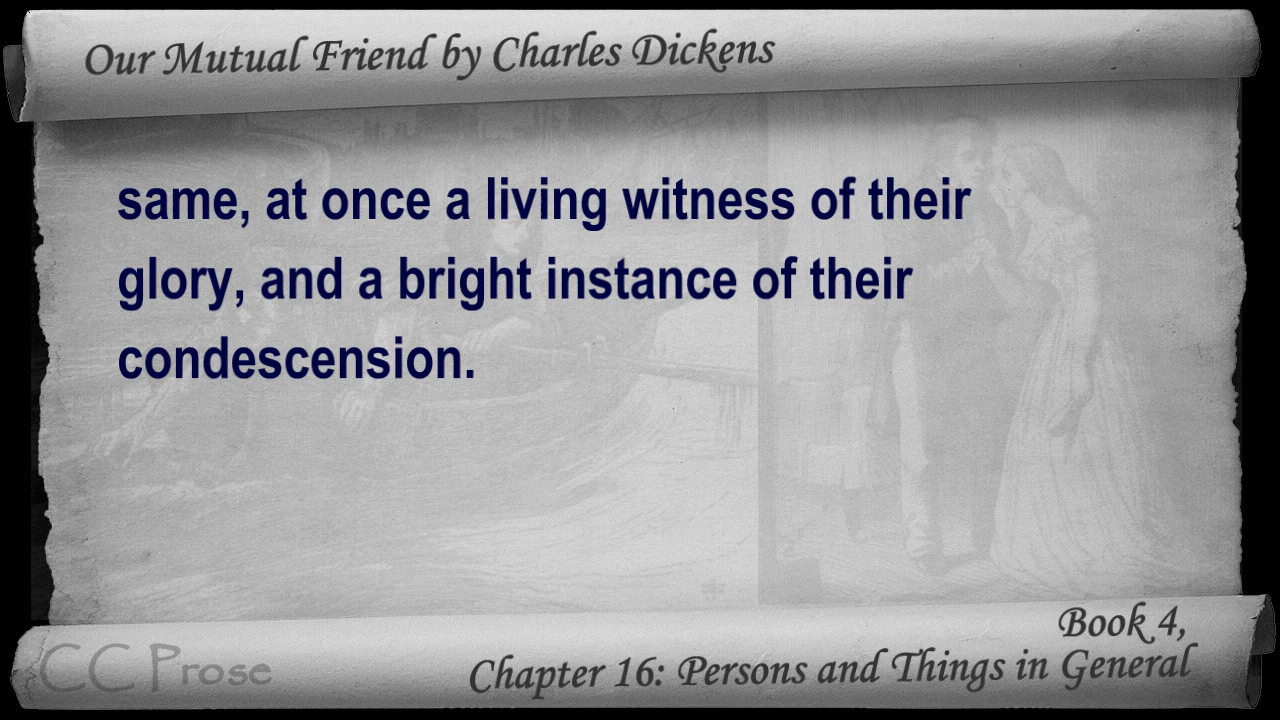 Our Mutual Friend by Charles Dickens
same, at once a living witness of their
glory, and a bright instance of their
condescension.
Book 4,
CC Prose
Chapter 16: Persons and Things in General